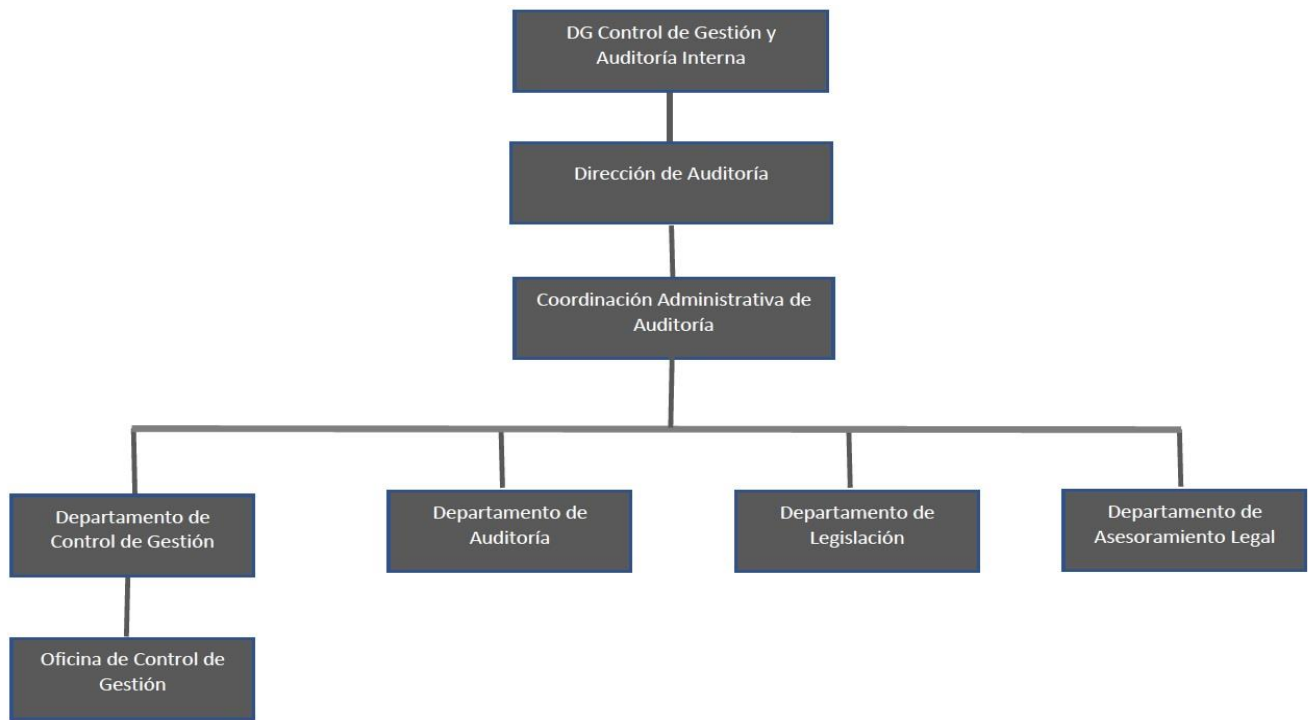 DG Control de Gestión y
Auditoría Interna
Dirección de Auditoría
Coordinación Administrativa de
Auditoría
Departamento de
Control de Gestión
Departamento de
Auditoría
Departamento de
Legislación
Departamento de
Asesoramiento Legal
Oficina de Control de
Gestión